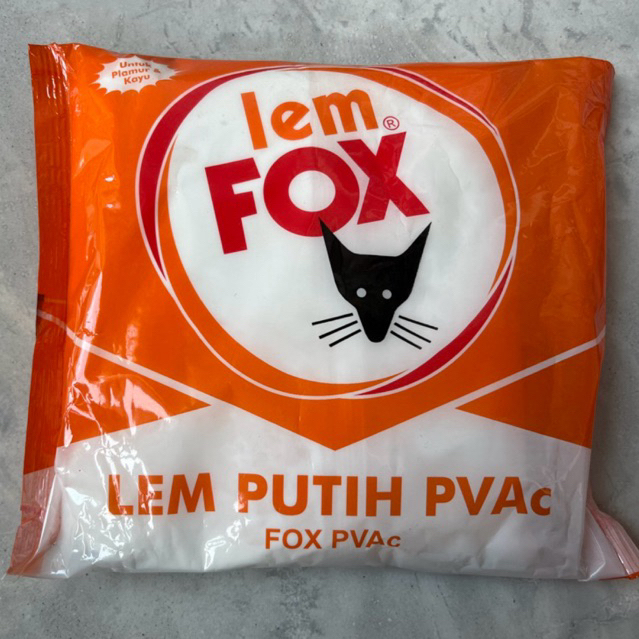 Untuk
Plamur &
Kayu
lem®
FOX
LEM PUTIH PVAc
FOX PVAc